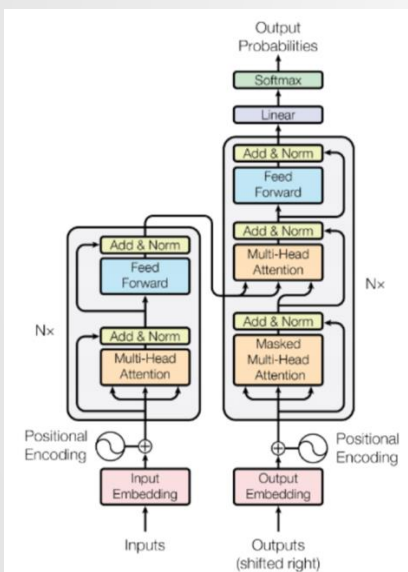 Output
Probabilities
Softmax
Linear
Add & Norm
Feed
Forward
Add & Norm
Multi-Head
Attention
Add & Norm
Masked
Multi-Head
Attention
Nx
Add & Norm
Feed
Forward
Add & Norm
Multi-Head
Attention
Nx
Positional
Encoding
Positional
Encoding
Input
Embedding
Output
Embedding
Inputs
Outputs
(shifted right)